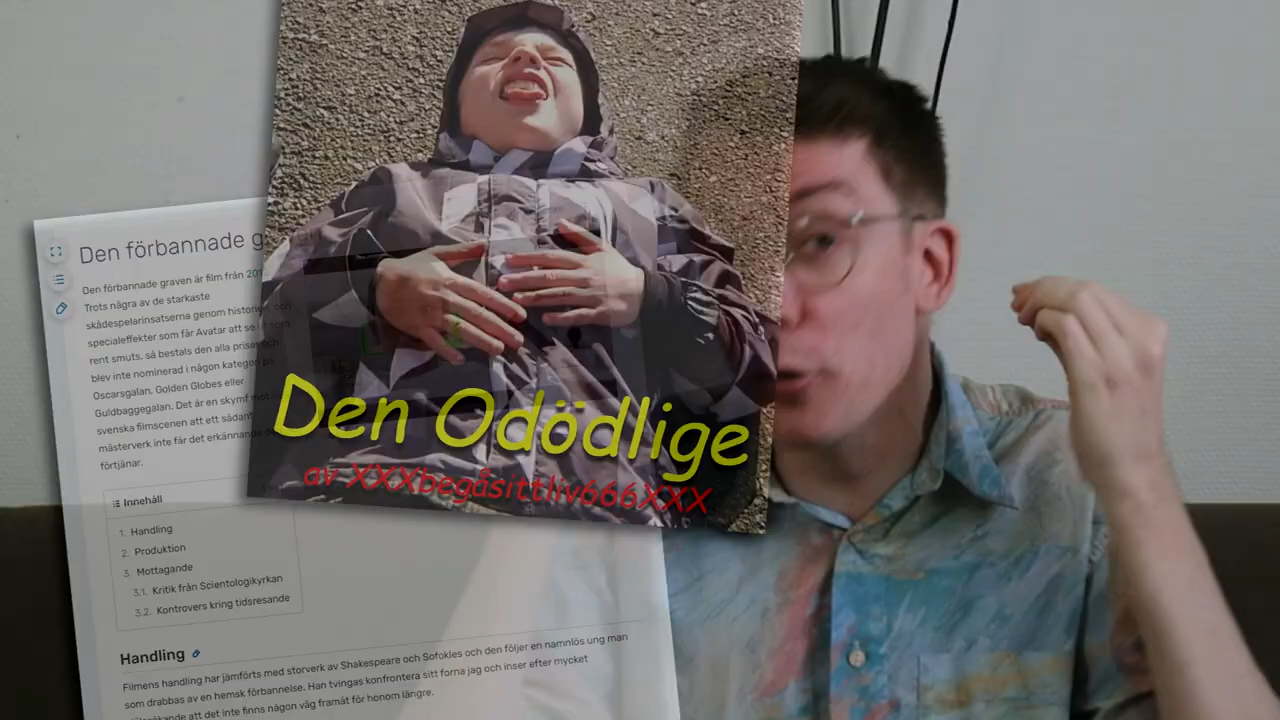 Den förbannade g
Den förbannade graven är film från 201
Trots några av de starkaste
skådespelarinsatserna genom historien och
specialeffekter som får Avatar att se ut som
rent smuts, så bestals den alla priser och
blev inte nominerad i någon kategori på
Oscarsgalan, Golden Globes eller
Guldbaggegalan. Det är en skymf mot
svenska filmscenen att ett sådant
mästerverk inte får det erkännande de
förtjänar.
Innehåll
1. Handling
2. Produktion
3. Mottagande
3.1. Kritik från Scientologikyrkan
3.2. Kontrovers kring tidsresande
Handling
Filmens handling har jämförts med storverk av Shakespeare och Sofokles och den följer en namnlös ung man
som drabbas av en hemsk förbannelse. Han tvingas konfrontera sitt forna jag och inser efter mycket
att det inte finns någon väg framåt för honom längre.
Den Odödlige
av XXXbegåsittliv666XXX